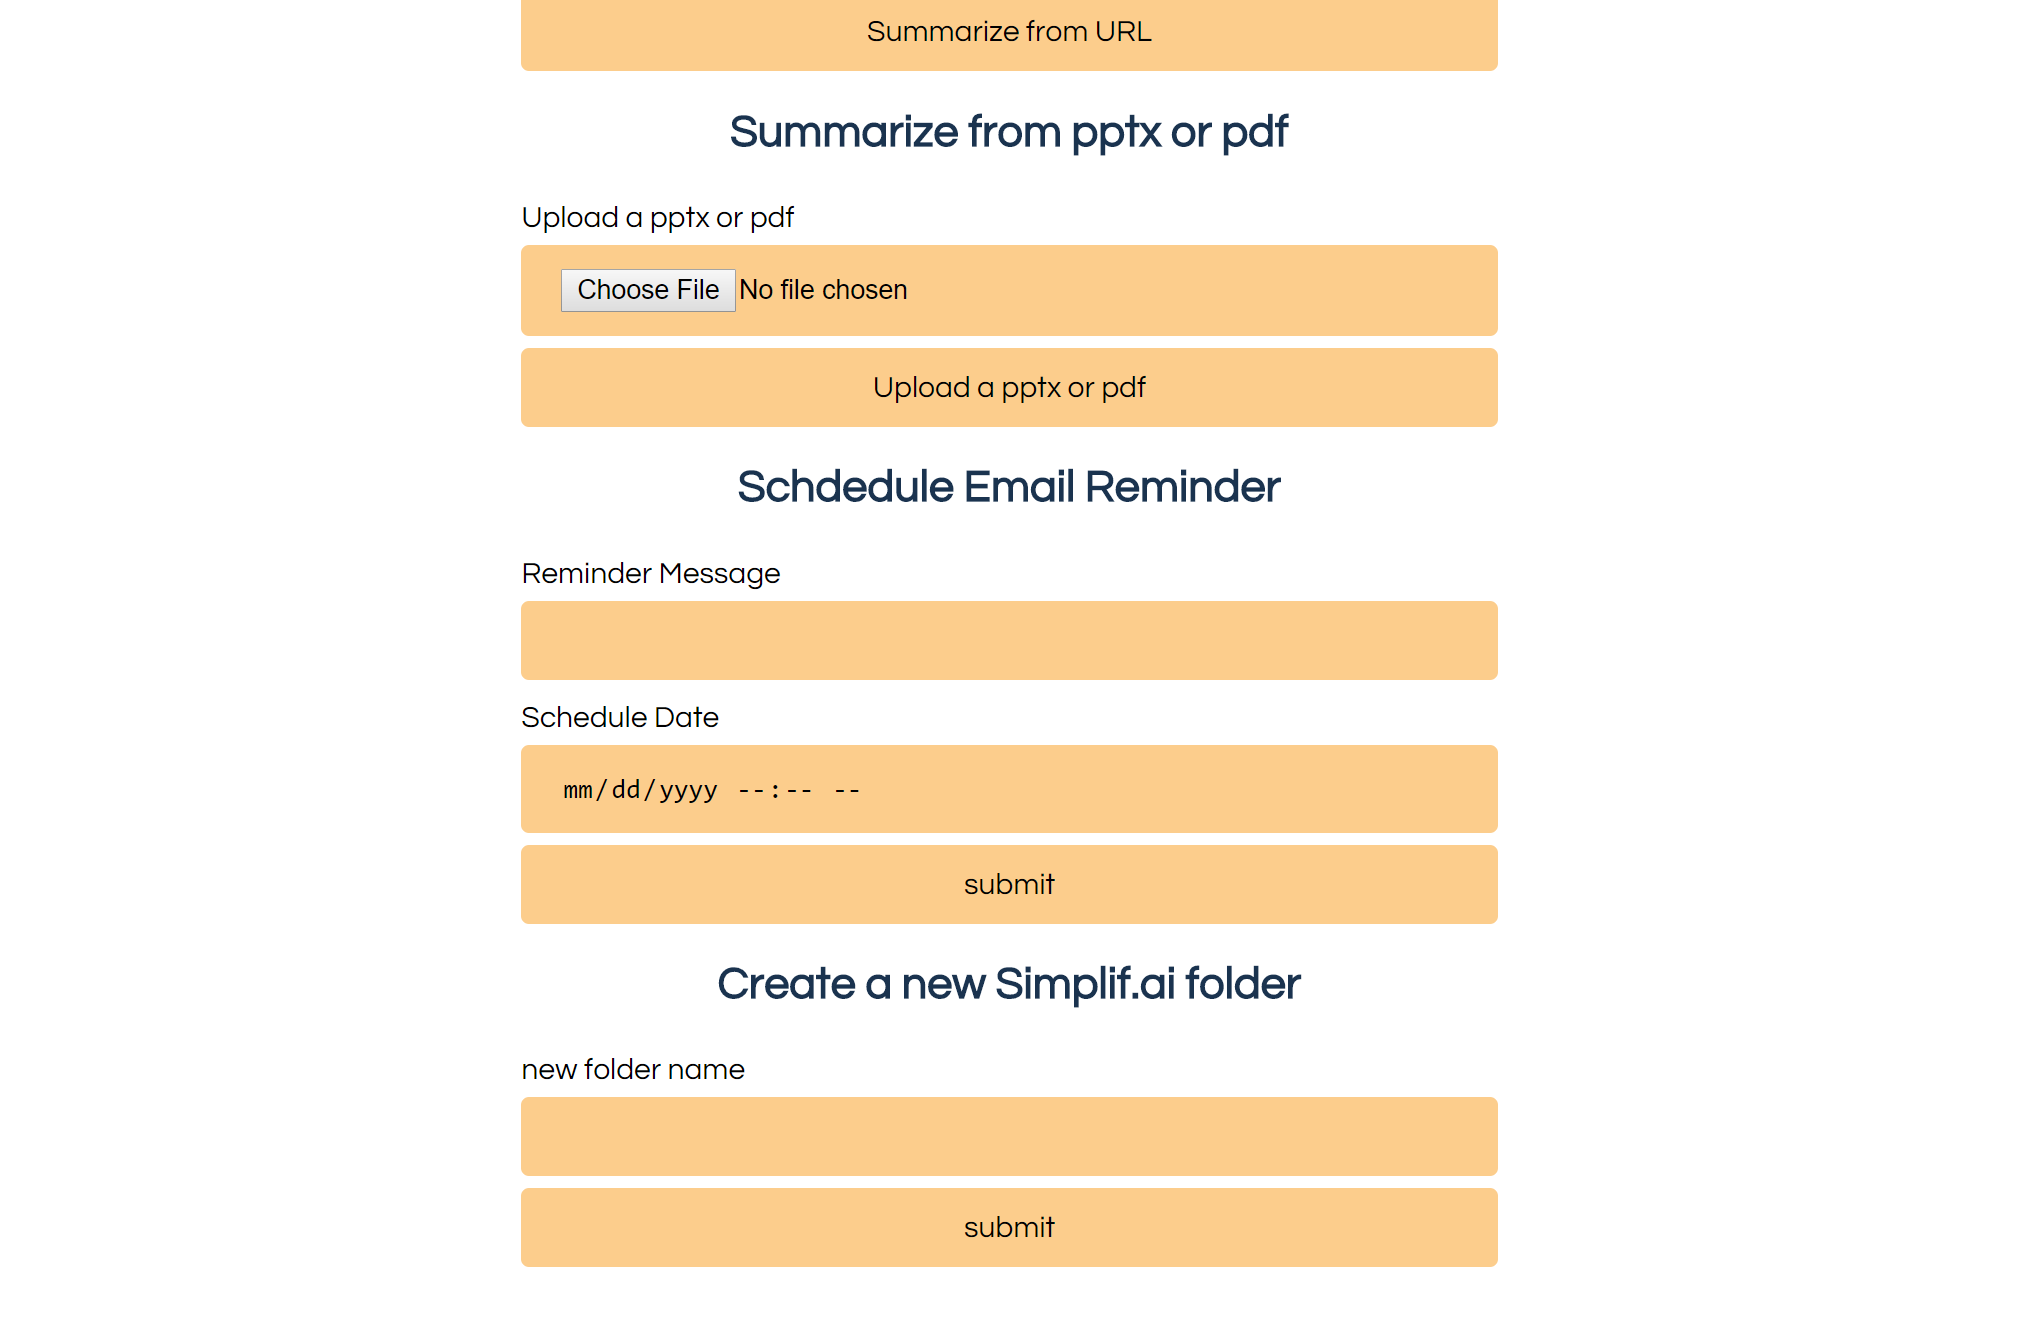 Summarize from URL
Summarize from pptx or pdf
Upload a pptx or pdf
Choose File No file chosen
Upload a pptx or pdf
Schdedule Email Reminder
Reminder Message
Schedule Date
mm/dd/yyyy --:-- --
submit
Create a new Simplif.ai folder
new folder name
submit